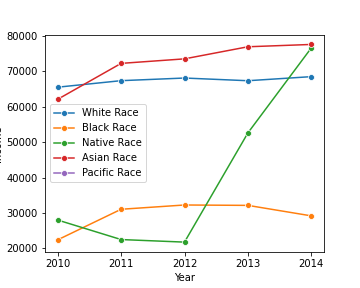 80000
70000
60000
50000
40000
30000
20000
White Race
Black Race
Native Race
Asian Race
Pacific Race
2010 2011 2012 2013 2014
Year